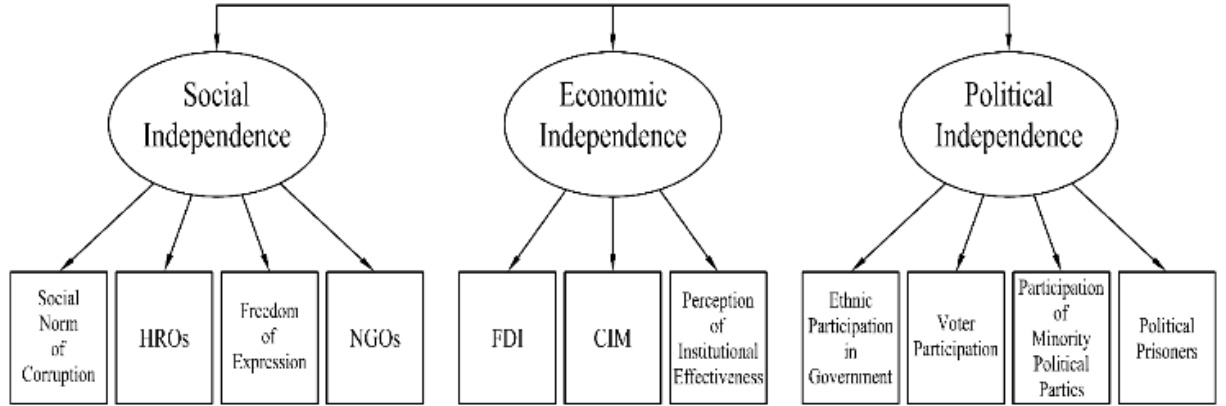 Social
Independence
Economic
Independence
Political
Independence
Social
Norm
of
Corruption
HROs
Freedom
of
Expression
NGOs
FDI
CIM
Perception
of
Institutional
Effectiveness
Ethnic
Participation
in
Government
Voter
Participation
Participation
of
Minority
Political
Parties
Political
Prisoners